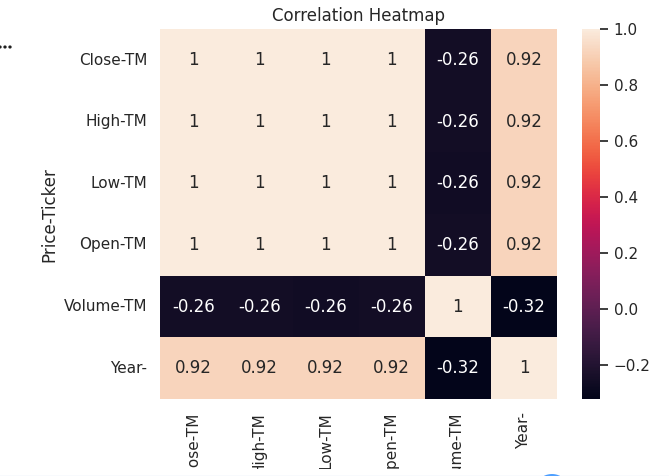 Correlation Heatmap
...
Close-TM 1 1 1 1 -0.26 0.92
High-TM 1 1 1 1 -0.26 0.92
Low-TM 1 1 1 1 -0.26 0.92
Open-TM 1 1 1 1 -0.26 0.92
Volume-TM -0.26 -0.26 -0.26 -0.26 1 -0.32
Year- 0.92 0.92 0.92 0.92 -0.32 1
Price-Ticker
ose-TM
High-TM
Low-TM
pen-TM
ume-TM
Year-
1.0
0.8
0.6
0.4
0.2
0.0
−0.2